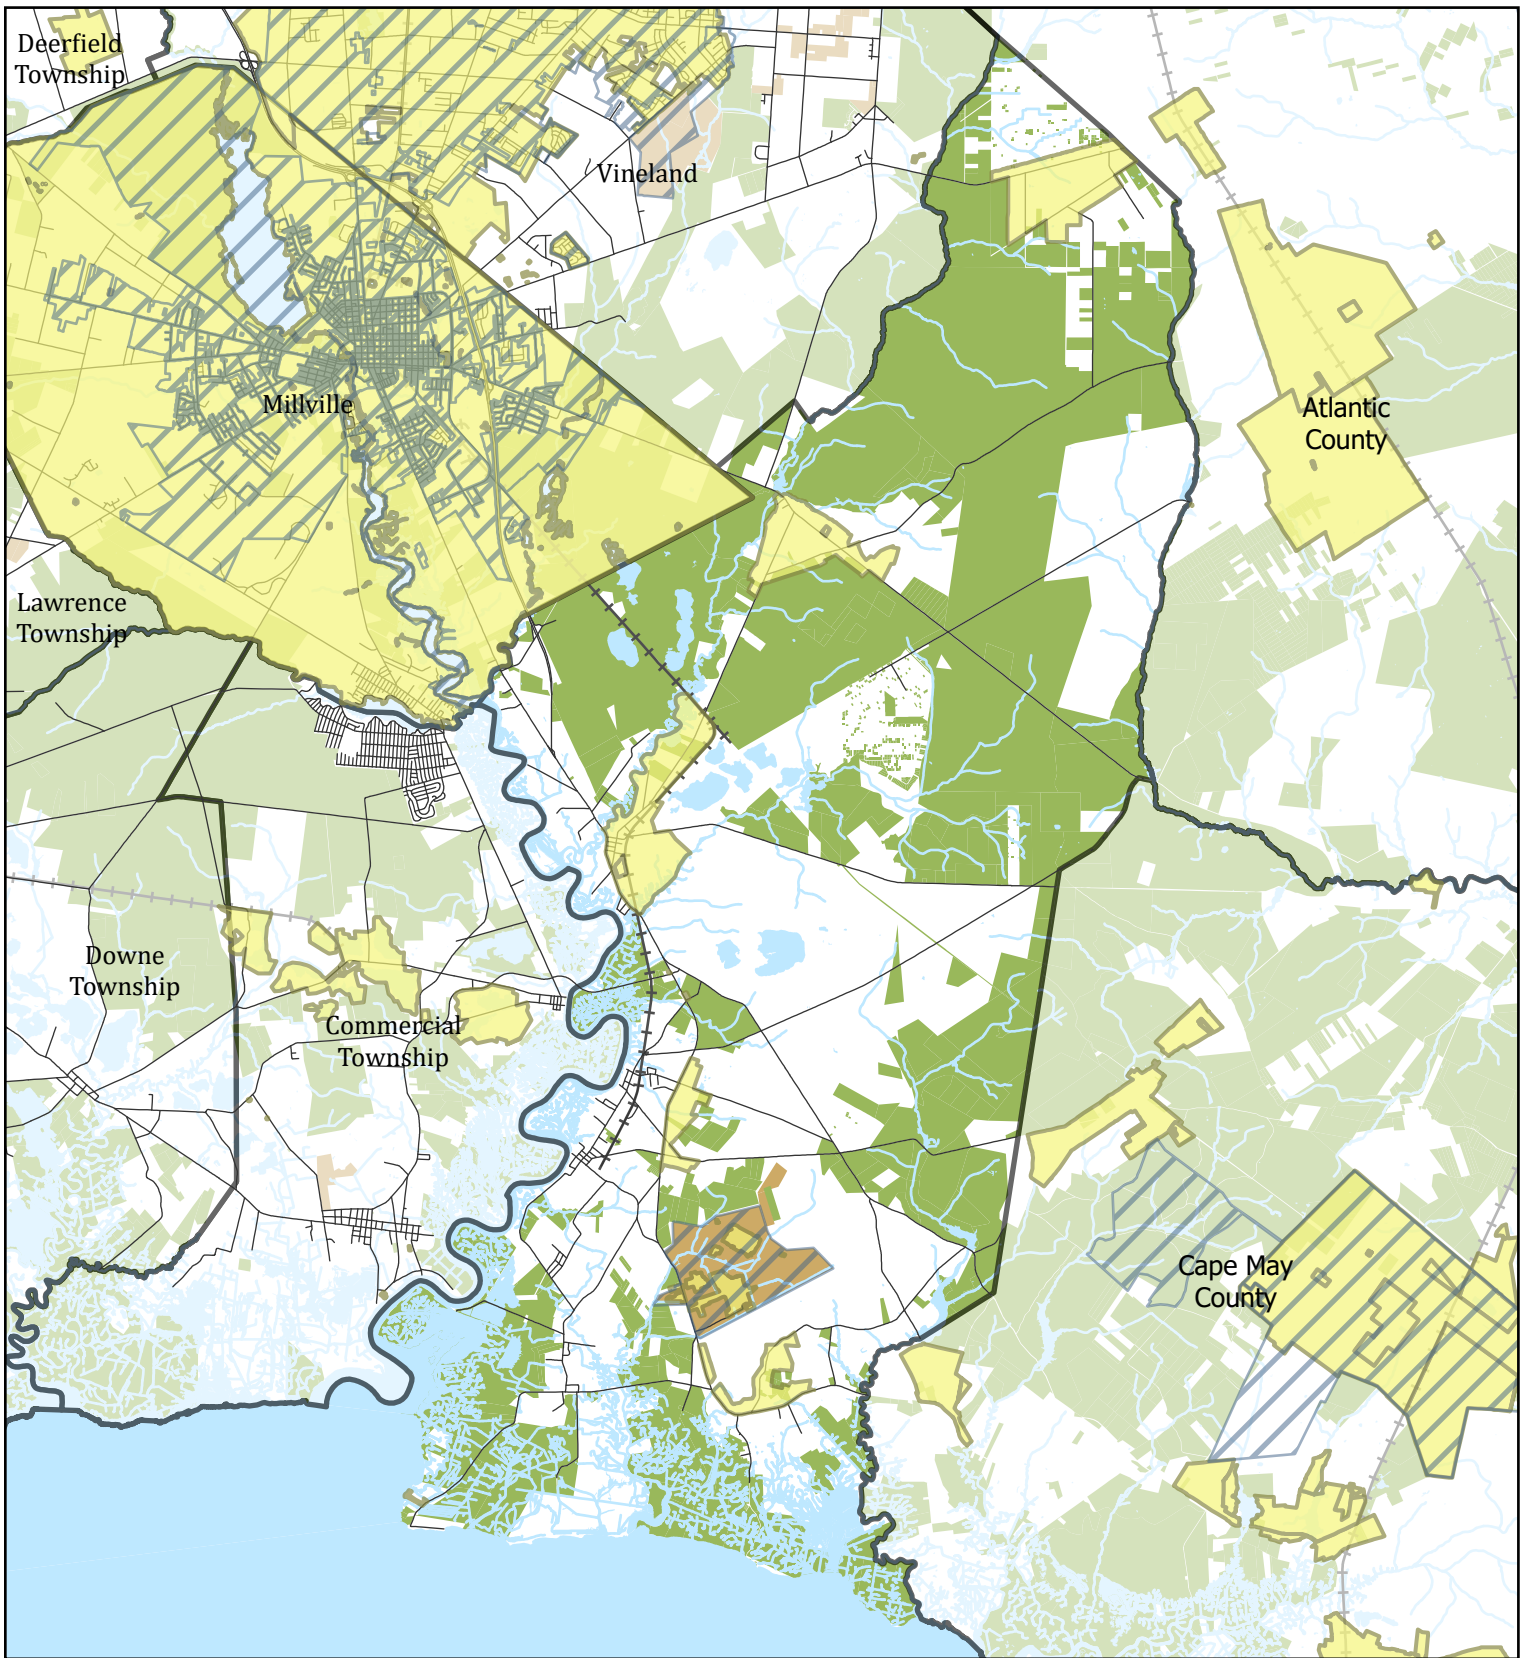 Deerfield
Township
Vineland
Millville
Atlantic
County
Lawrence
Township
Downe
Township
Commercial
Township
Cape May
County